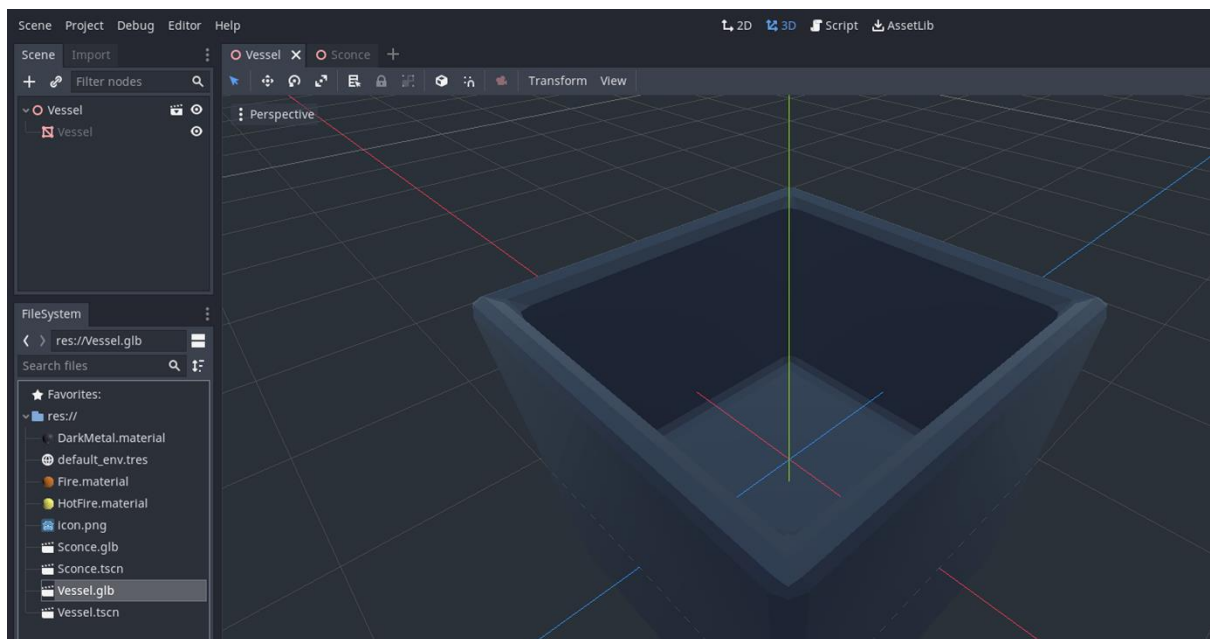 Scene Project Debug Editor Help
2D 3D Script AssetLib
Scene Import
Vessel Sconce
Filter nodes
Transform View
Vessel
Vessel
Perspective
FileSystem
res://Vessel.glb
Search files
Favorites:
res://
DarkMetal.material
default_env.tres
Fire.material
HotFire.material
icon.png
Sconce.glb
Sconce.tscn
Vessel.glb
Vessel.tscn